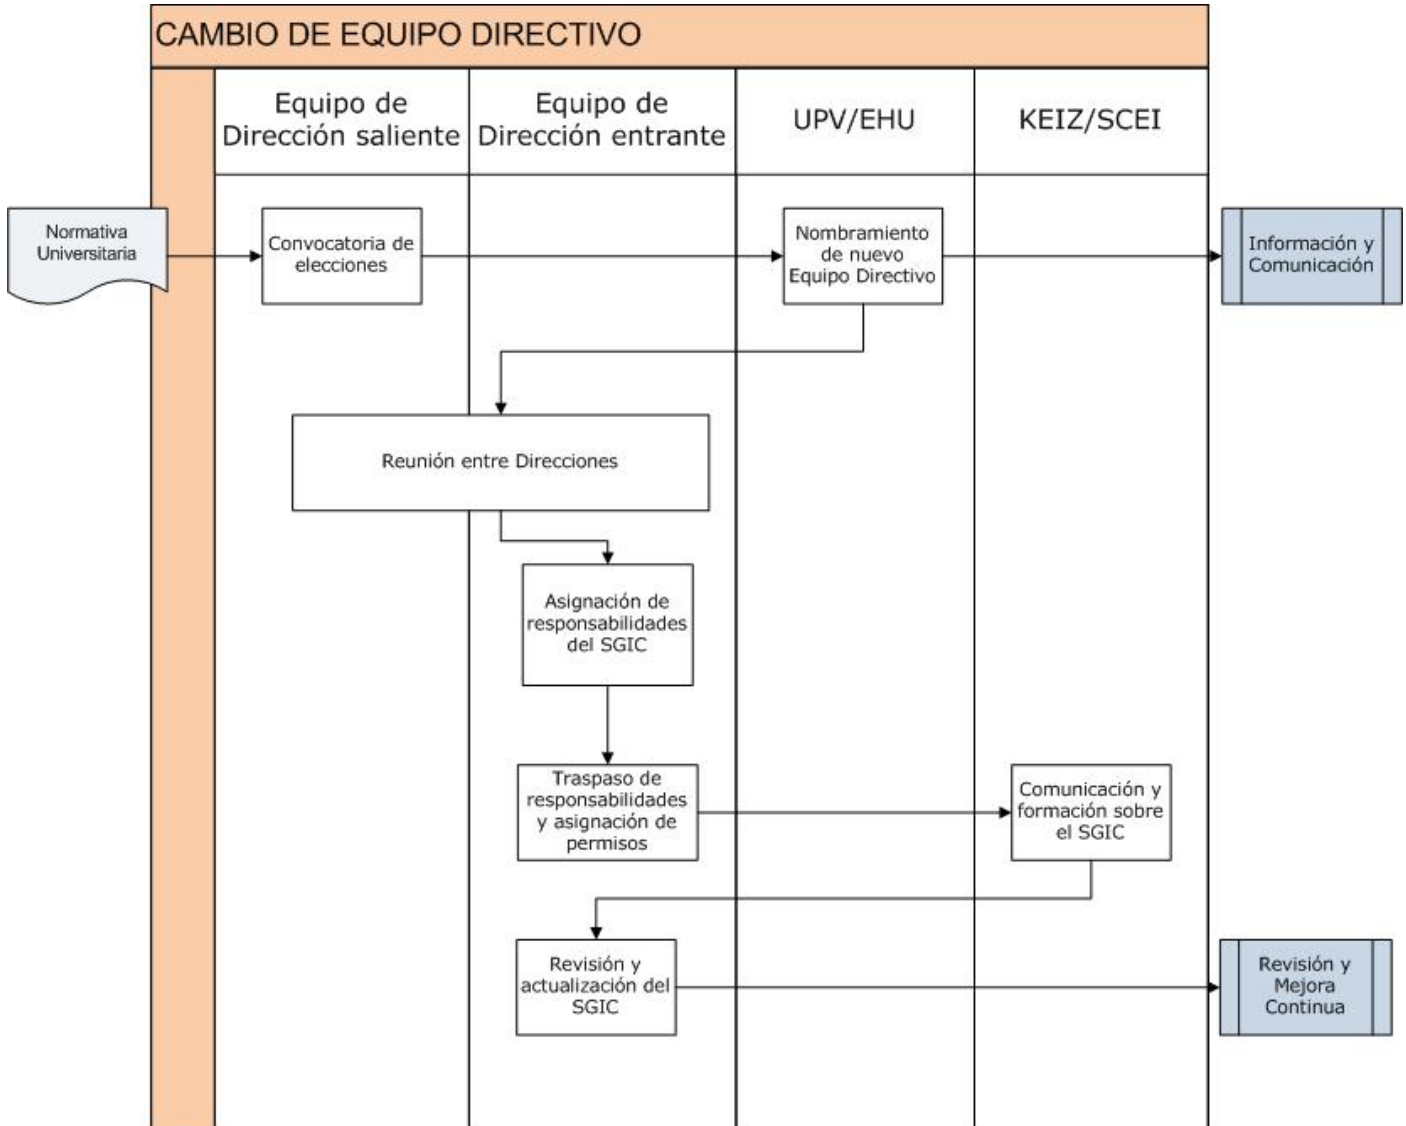 CAMBIO DE EQUIPO DIRECTIVO
Equipo de
Dirección saliente
Equipo de
Dirección entrante
UPV/EHU
KEIZ/SCEI
Normativa
Universitaria
Convocatoria de
elecciones
Nombramiento
de nuevo
Equipo Directivo
Información y
Comunicación
Reunión entre Direcciones
Asignación de
responsabilidades
del SGIC
Traspaso de
responsabilidades
y asignación de
permisos
Comunicación y
formación sobre
el SGIC
Revisión y
actualización del
SGIC
Revisión y
Mejora
Continua